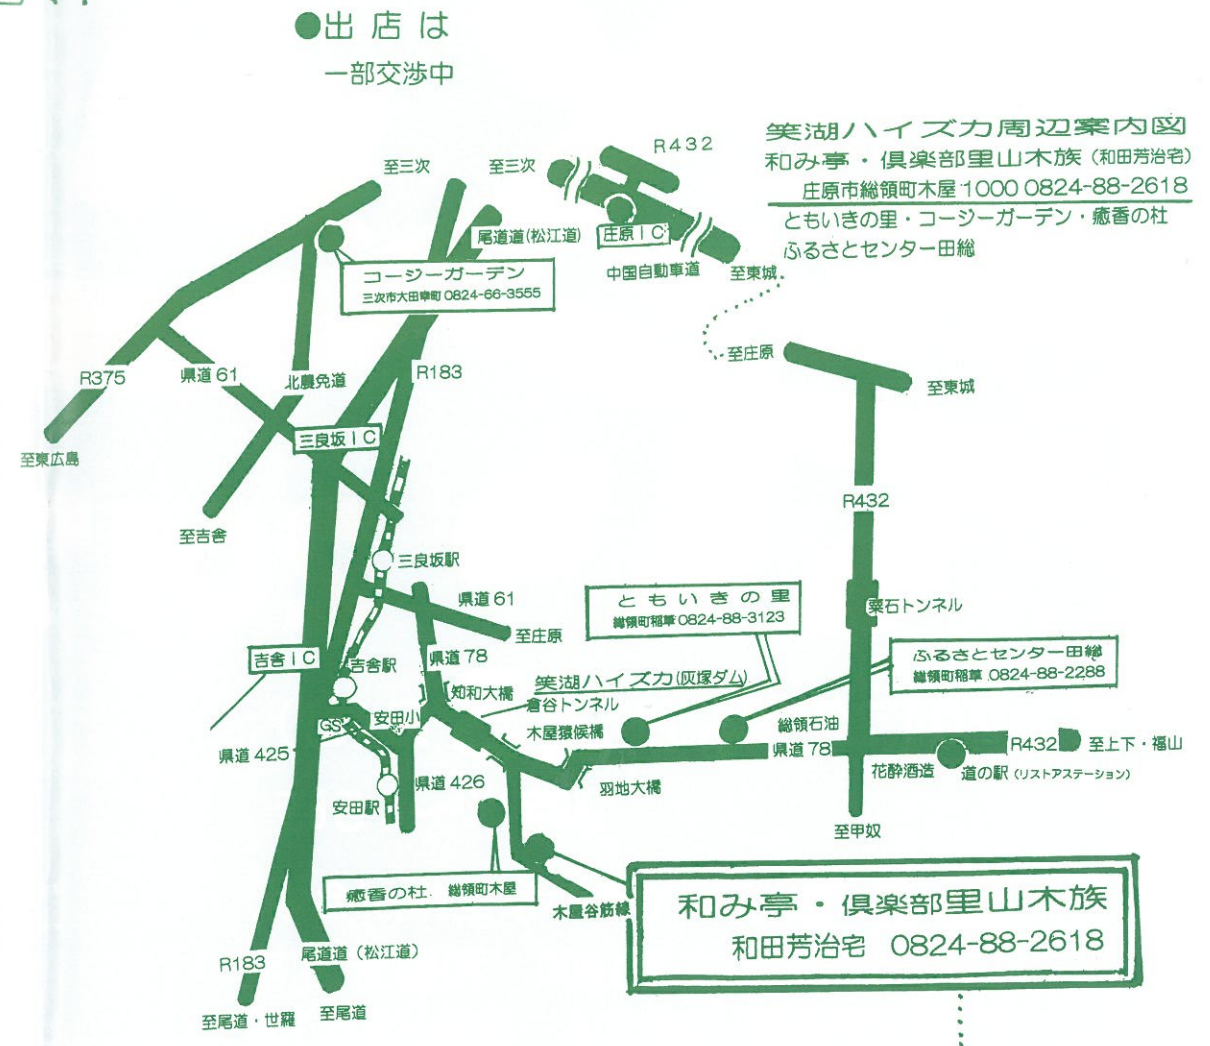 ●出店は
一部交渉中
笑湖ハイズカ周辺案内図
和み亭・倶楽部里山木族（和田芳治宅）
庄原市総領町木屋1000 0824-88-2618
ともいきの里・コージーガーデン・癒香の杜
ふるさとセンター田総
至三次
至三次
R432
尾道道(松江道)
庄原IC
中国自動車道
至東城
コージーガーデン
三次市大田幸町 0824-66-3555
至庄原
至東城
R375
県道61
北農免道
R183
三良坂IC
至東広島
至吉舎
R432
三良坂駅
県道61
至庄原
ともいきの里
総領町稲草 0824-88-3123
粟石トンネル
吉舎IC
吉舎駅
県道78
ふるさとセンター田総
総領町稲草 0824-88-2288
知和大橋
笑湖ハイズカ(灰塚ダム)
倉谷トンネル
GS
安田小
木屋猿候橋
総領石油
県道425
県道78
R432
至上下・福山
花酔酒造
道の駅（リストアステーション）
県道426
羽地大橋
安田駅
至甲奴
癒香の杜
総領町木屋
木屋谷筋線
和み亭・倶楽部里山木族
和田芳治宅 0824-88-2618
R183
尾道道（松江道）
至尾道・世羅
至尾道